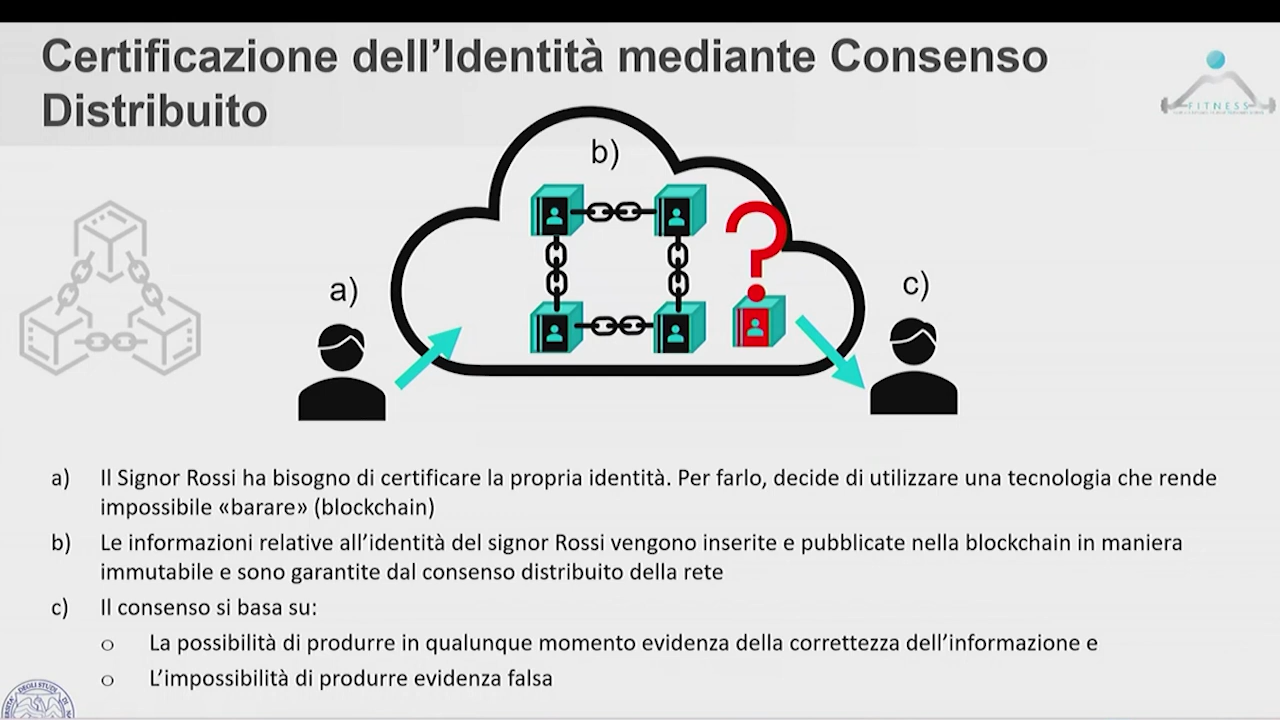 Certificazione dell'Identità mediante Consenso
Distribuito
FITNESS
b)
a)
c)
?
a) Il Signor Rossi ha bisogno di certificare la propria identità. Per farlo, decide di utilizzare una tecnologia che rende
impossibile «barare» (blockchain)
b) Le informazioni relative all'identità del signor Rossi vengono inserite e pubblicate nella blockchain in maniera
immutabile e sono garantite dal consenso distribuito della rete
c) Il consenso si basa su:
o La possibilità di produrre in qualunque momento evidenza della correttezza dell'informazione e
o L'impossibilità di produrre evidenza falsa
DEGLI STUDI